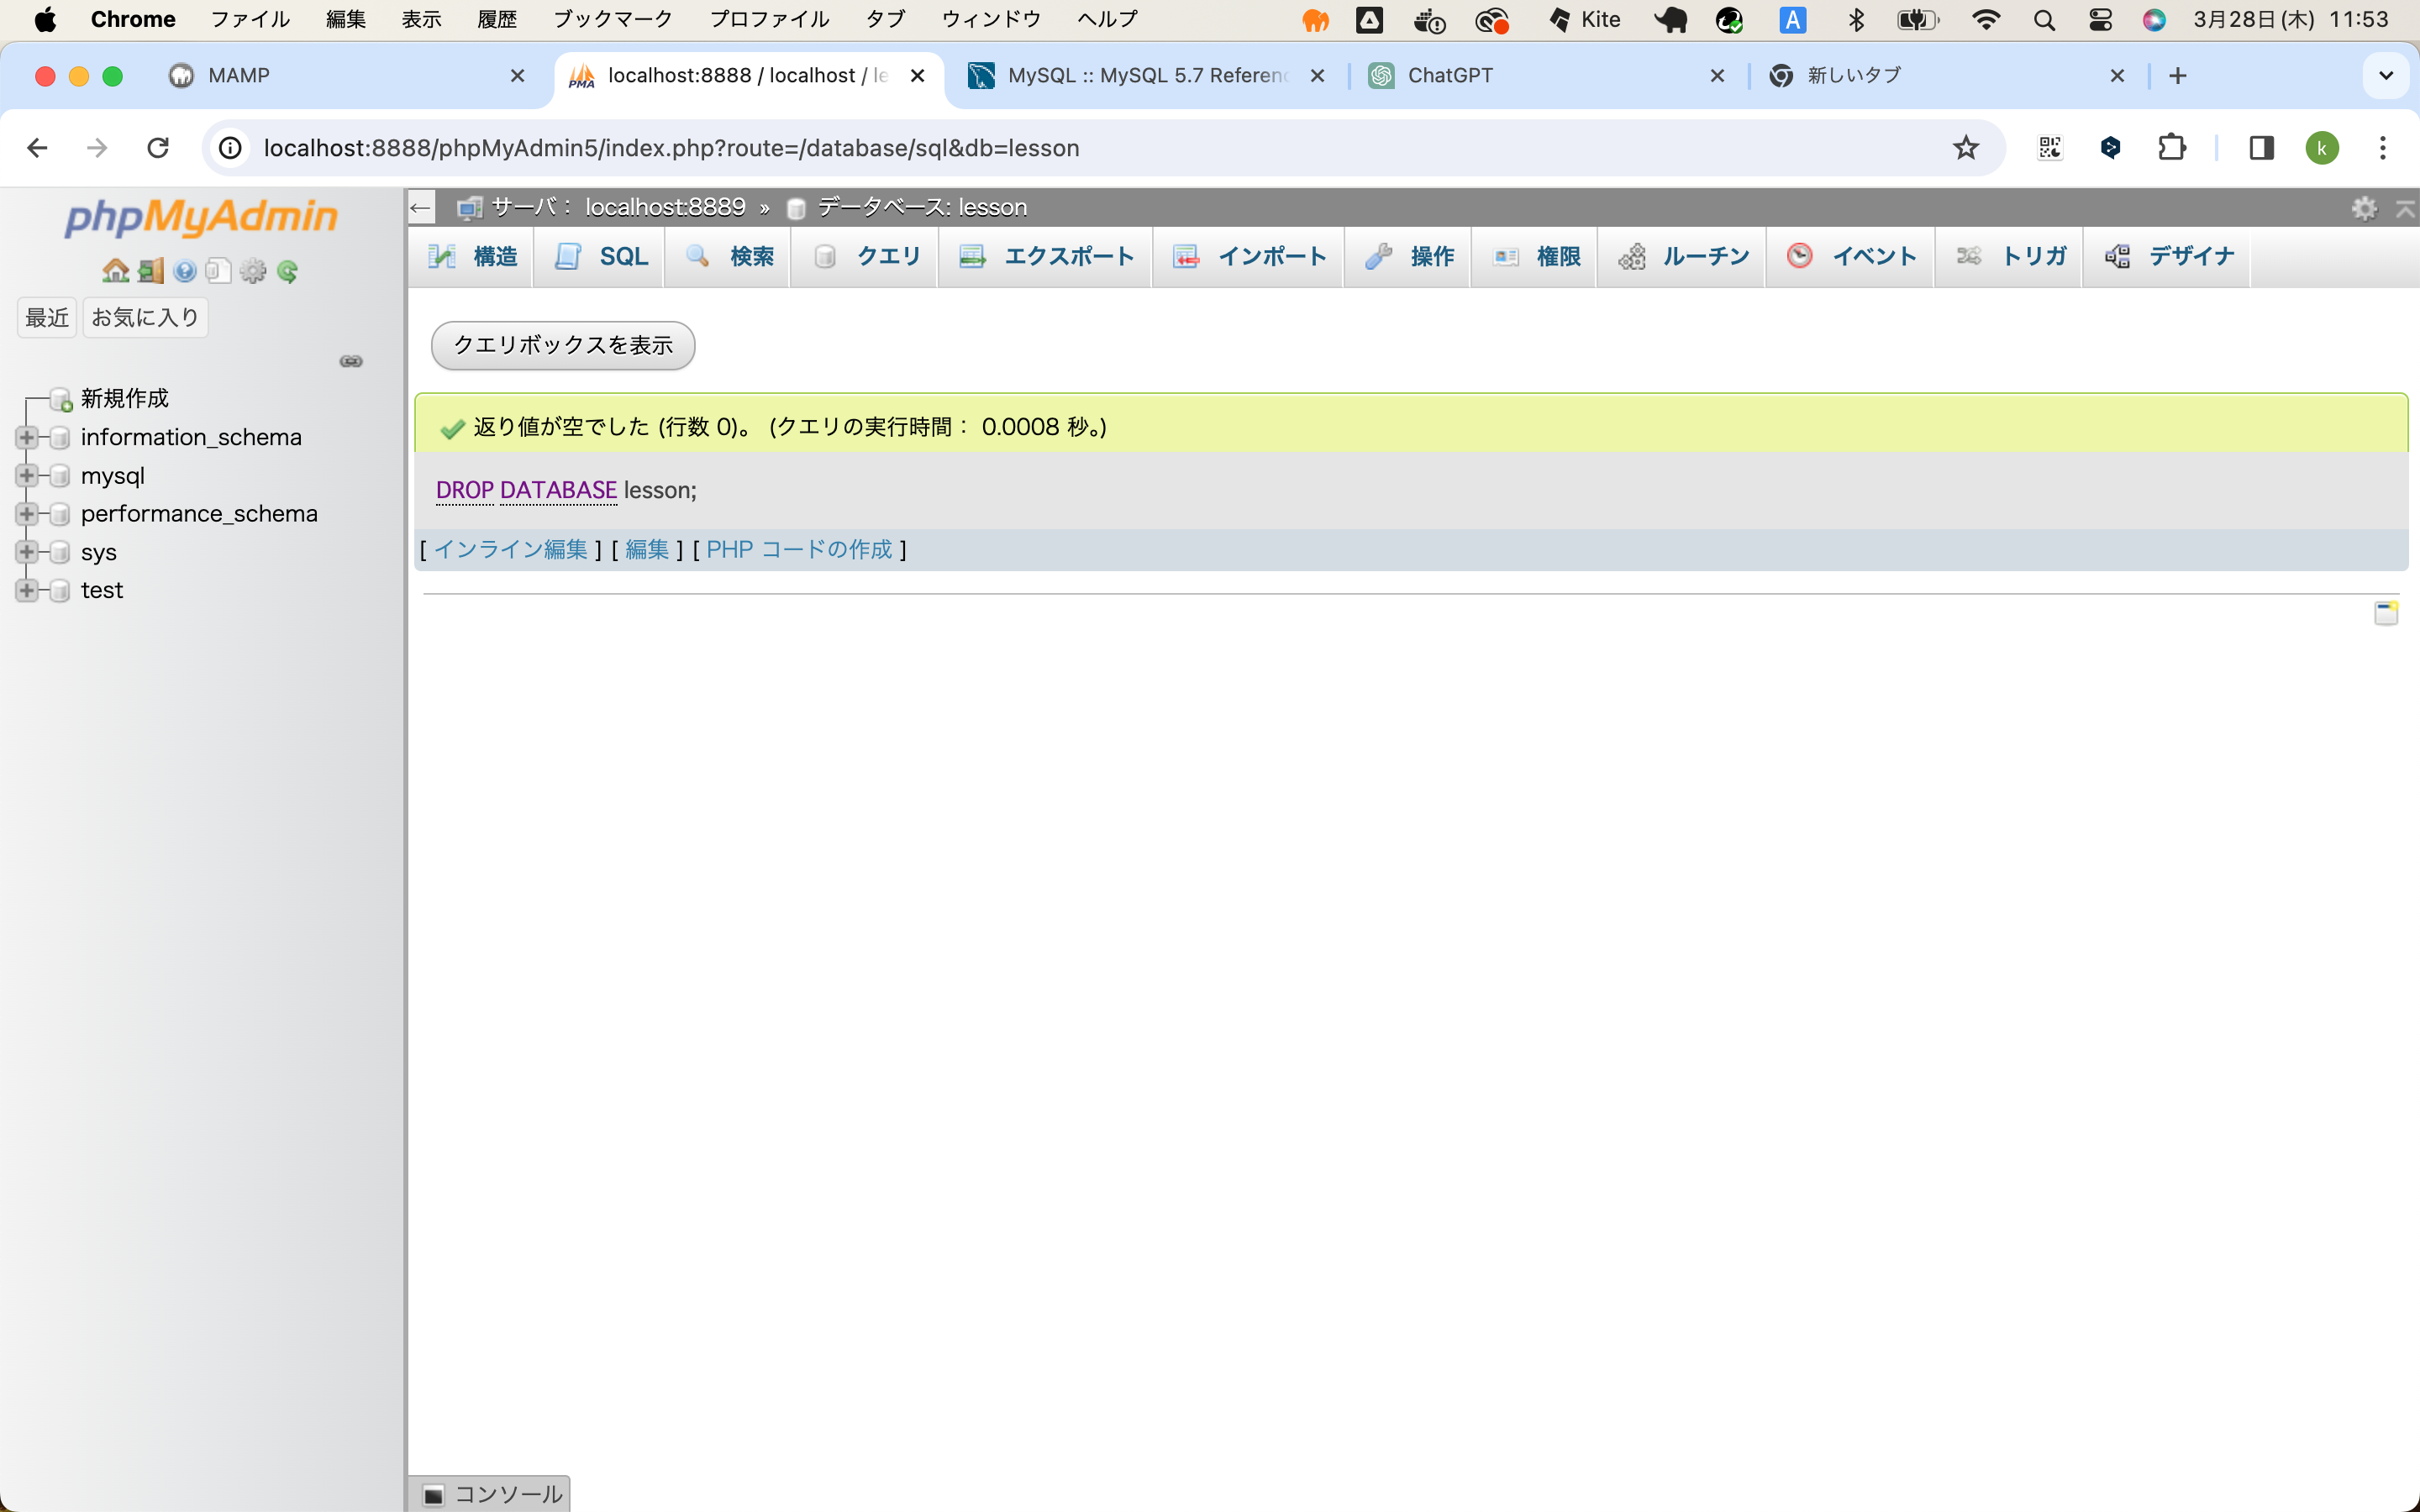 Chrome ファイル 編集 表示 履歴 ブックマーク プロファイル タブ ウィンドウ ヘルプ Kite A 3月28日(木) 11:53
MAMP localhost:8888 / localhost / le MySQL :: MySQL 5.7 Referenc ChatGPT 新しいタブ
localhost:8888/phpMyAdmin5/index.php?route=/database/sql&db=lesson k
phpMyAdmin
最近 お気に入り
新規作成
information_schema
mysql
performance_schema
sys
test
サーバ: localhost:8889 » データベース: lesson
構造 SQL 検索 クエリ エクスポート インポート 操作 権限 ルーチン イベント トリガ デザイナ
クエリボックスを表示
返り値が空でした (行数 0)。 (クエリの実行時間: 0.0008 秒。)
DROP DATABASE lesson;
[ インライン編集 ] [ 編集 ] [ PHP コードの作成 ]
コンソール